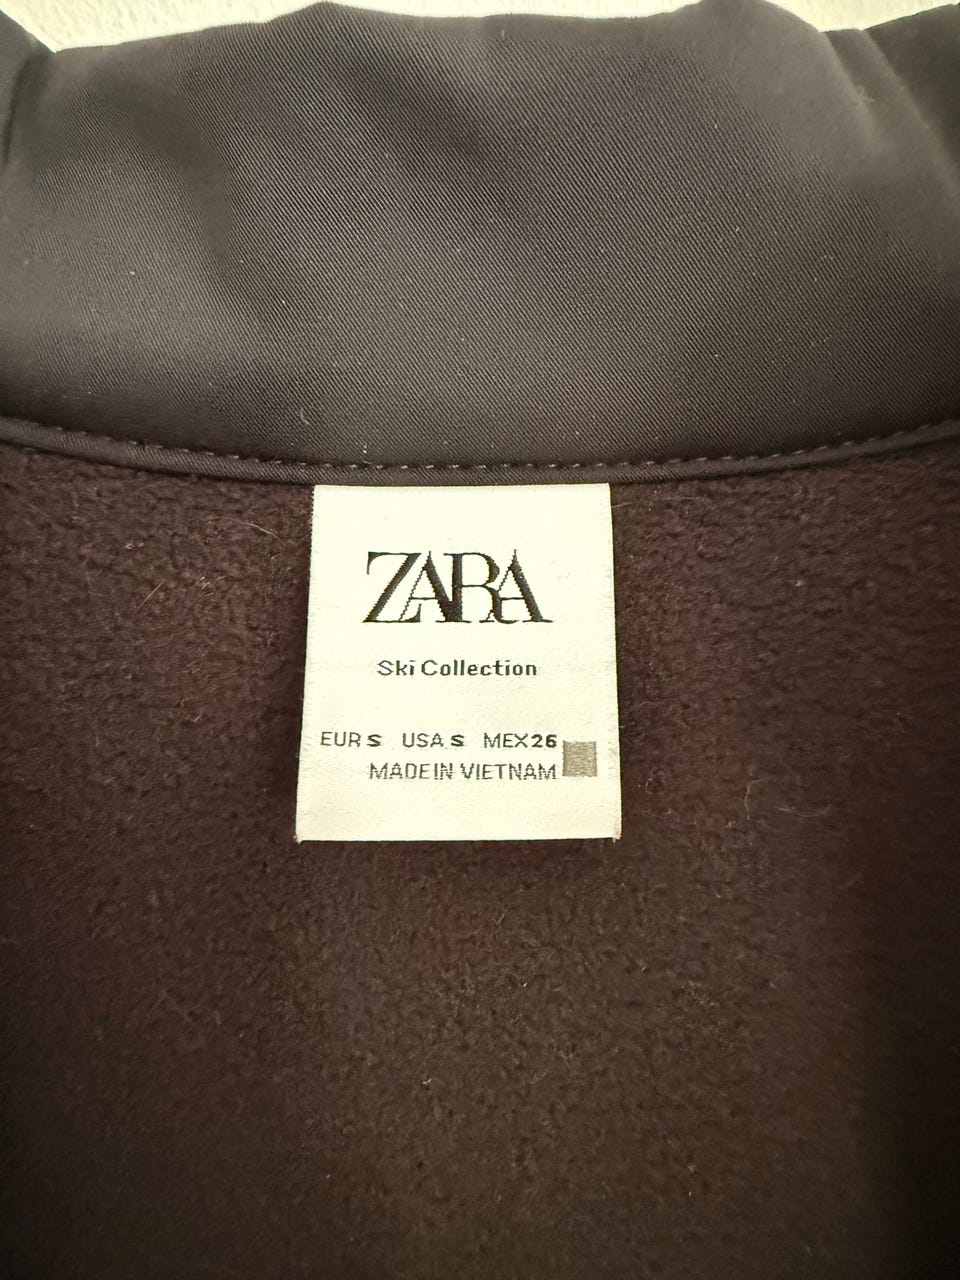 ZARA
Ski Collection
EUR S USA S MEX 26
MADE IN VIETNAM